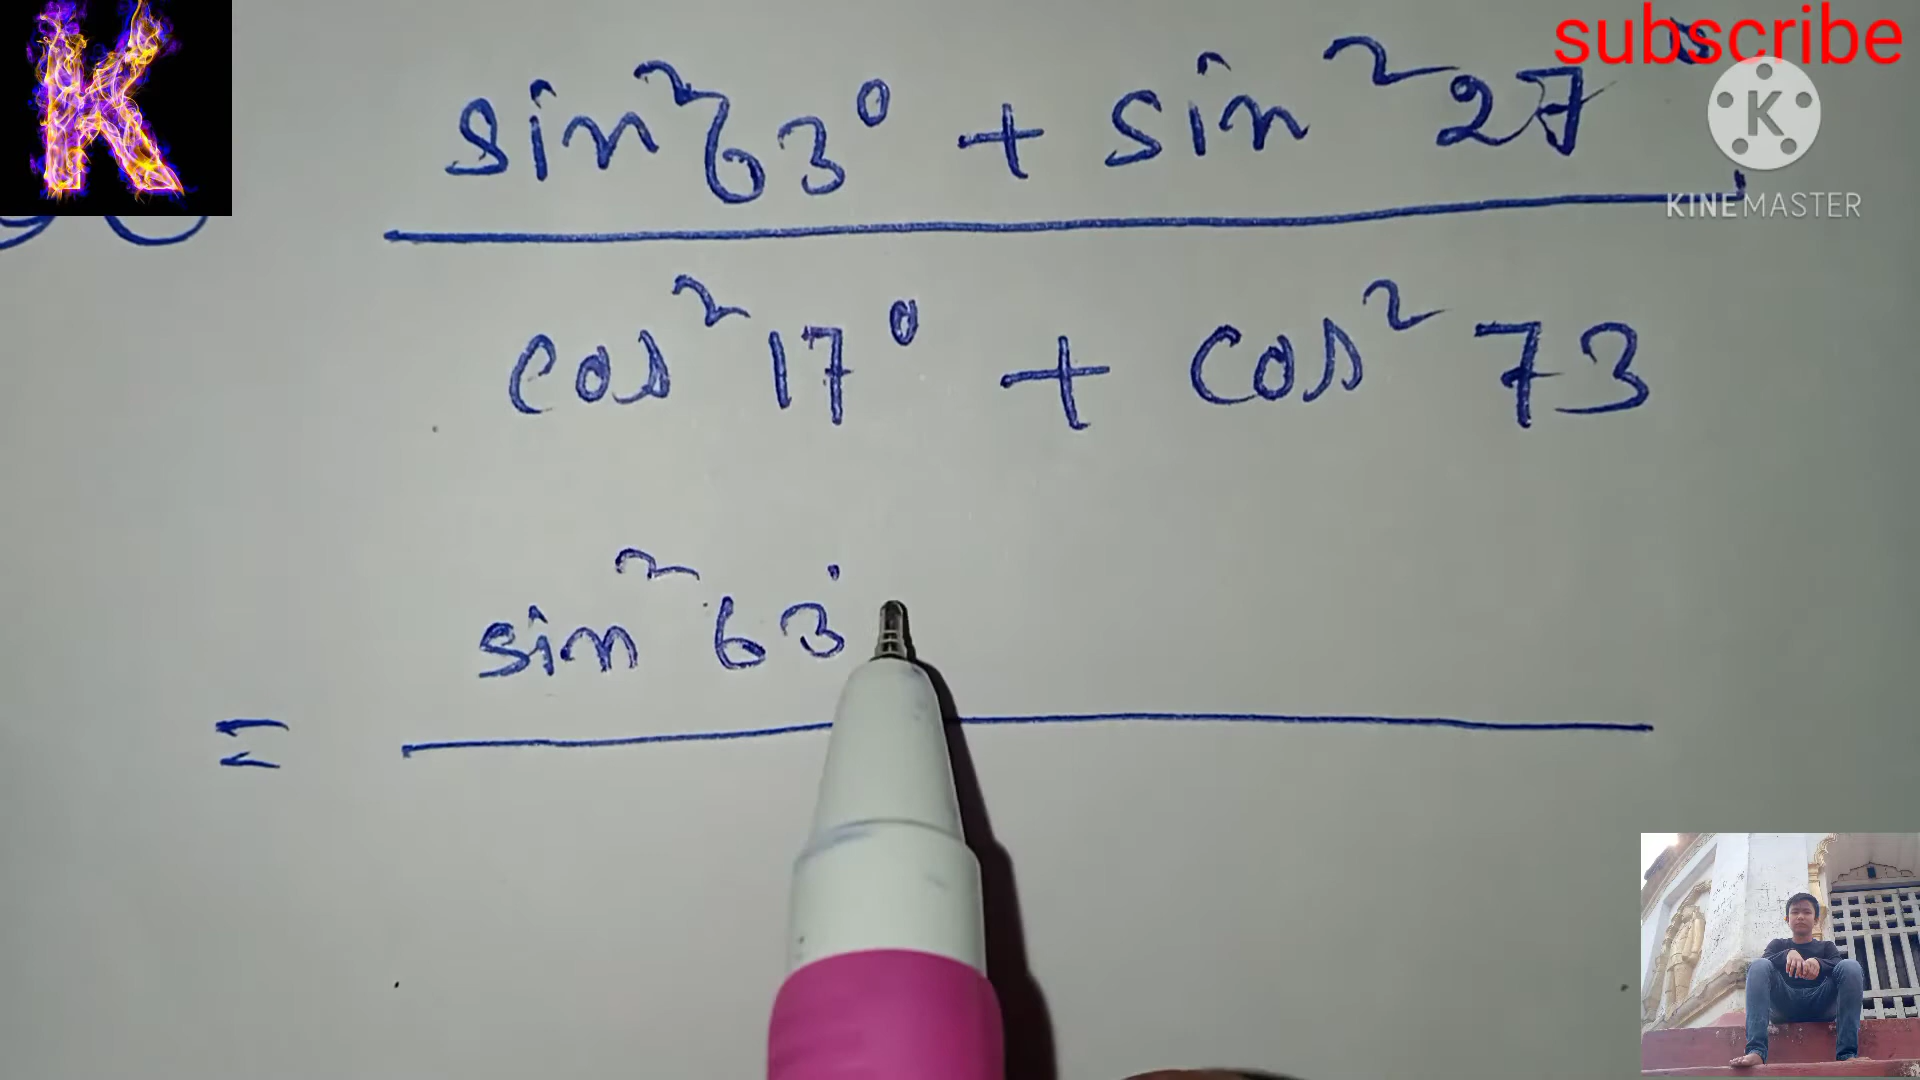 K
subscribe
K
KINEMASTER
sin²63° + sin²27°
cos²17° + cos²73
sin²63°
=